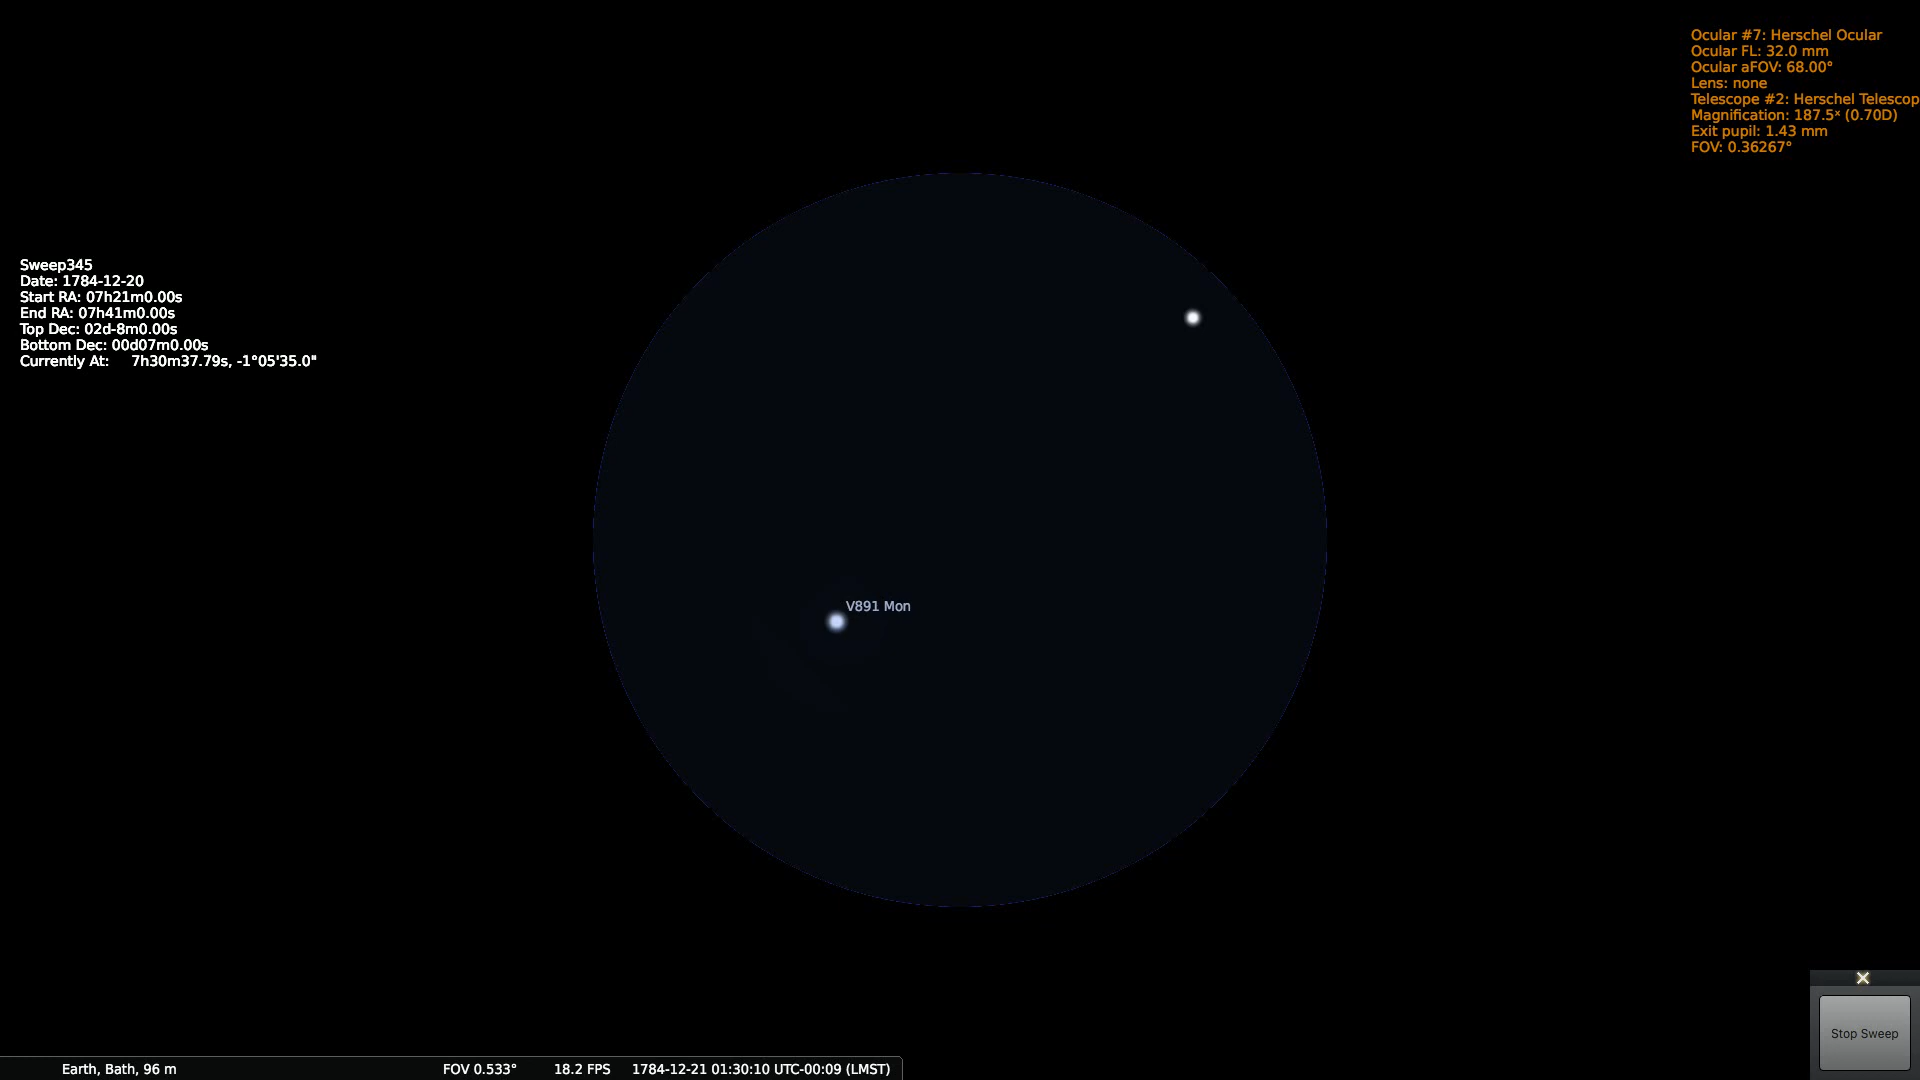 Ocular #7: Herschel Ocular
Ocular FL: 32.0 mm
Ocular aFOV: 68.00°
Lens: none
Telescope #2: Herschel Telescop
Magnification: 187.5ˣ (0.70D)
Exit pupil: 1.43 mm
FOV: 0.36267°
Sweep345
Date: 1784-12-20
Start RA: 07h21m0.00s
End RA: 07h41m0.00s
Top Dec: 02d-8m0.00s
Bottom Dec: 00d07m0.00s
Currently At: 7h30m37.79s, -1°05'35.0"
V891 Mon
Stop Sweep
Earth, Bath, 96 m FOV 0.533° 18.2 FPS 1784-12-21 01:30:10 UTC-00:09 (LMST)